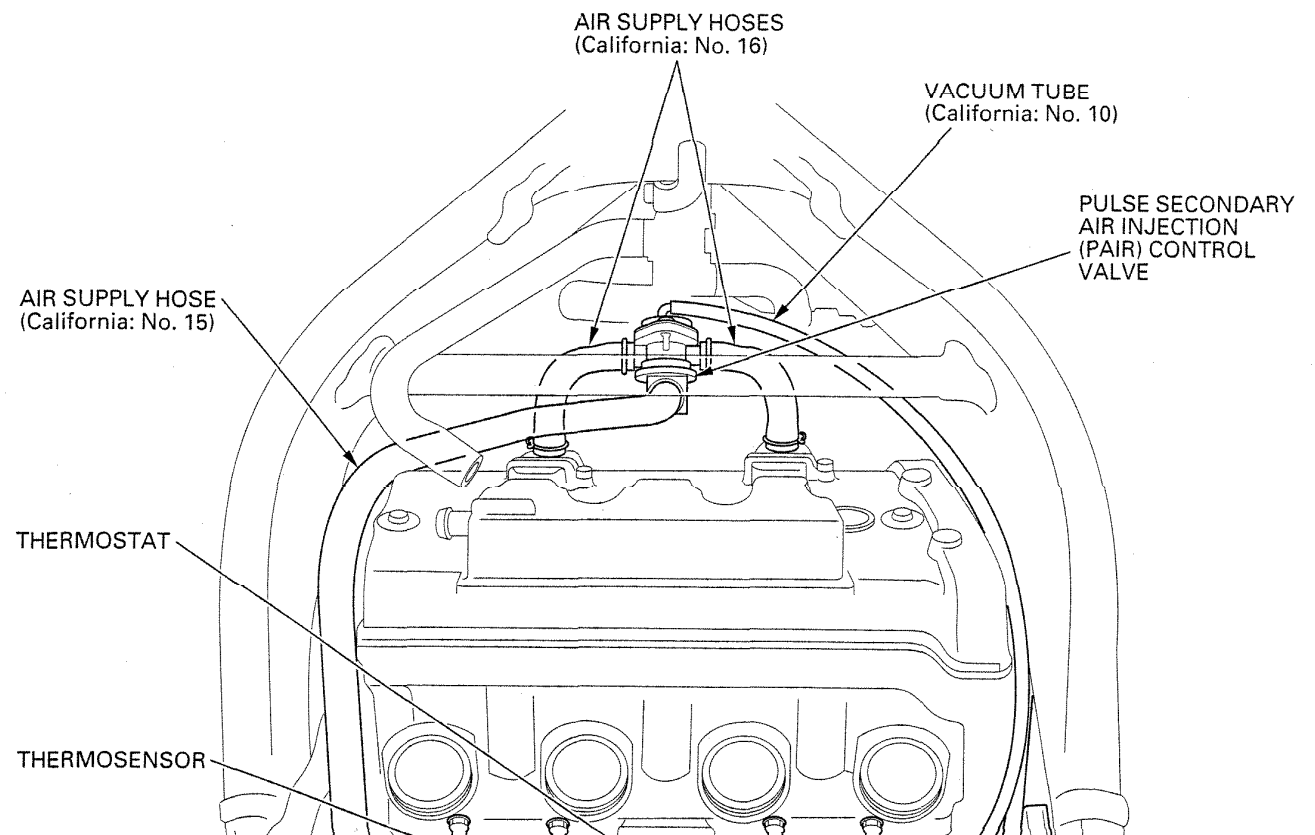 AIR SUPPLY HOSES
(California: No. 16)
VACUUM TUBE
(California: No. 10)
PULSE SECONDARY
AIR INJECTION
(PAIR) CONTROL
VALVE
AIR SUPPLY HOSE
(California: No. 15)
THERMOSTAT
THERMOSENSOR